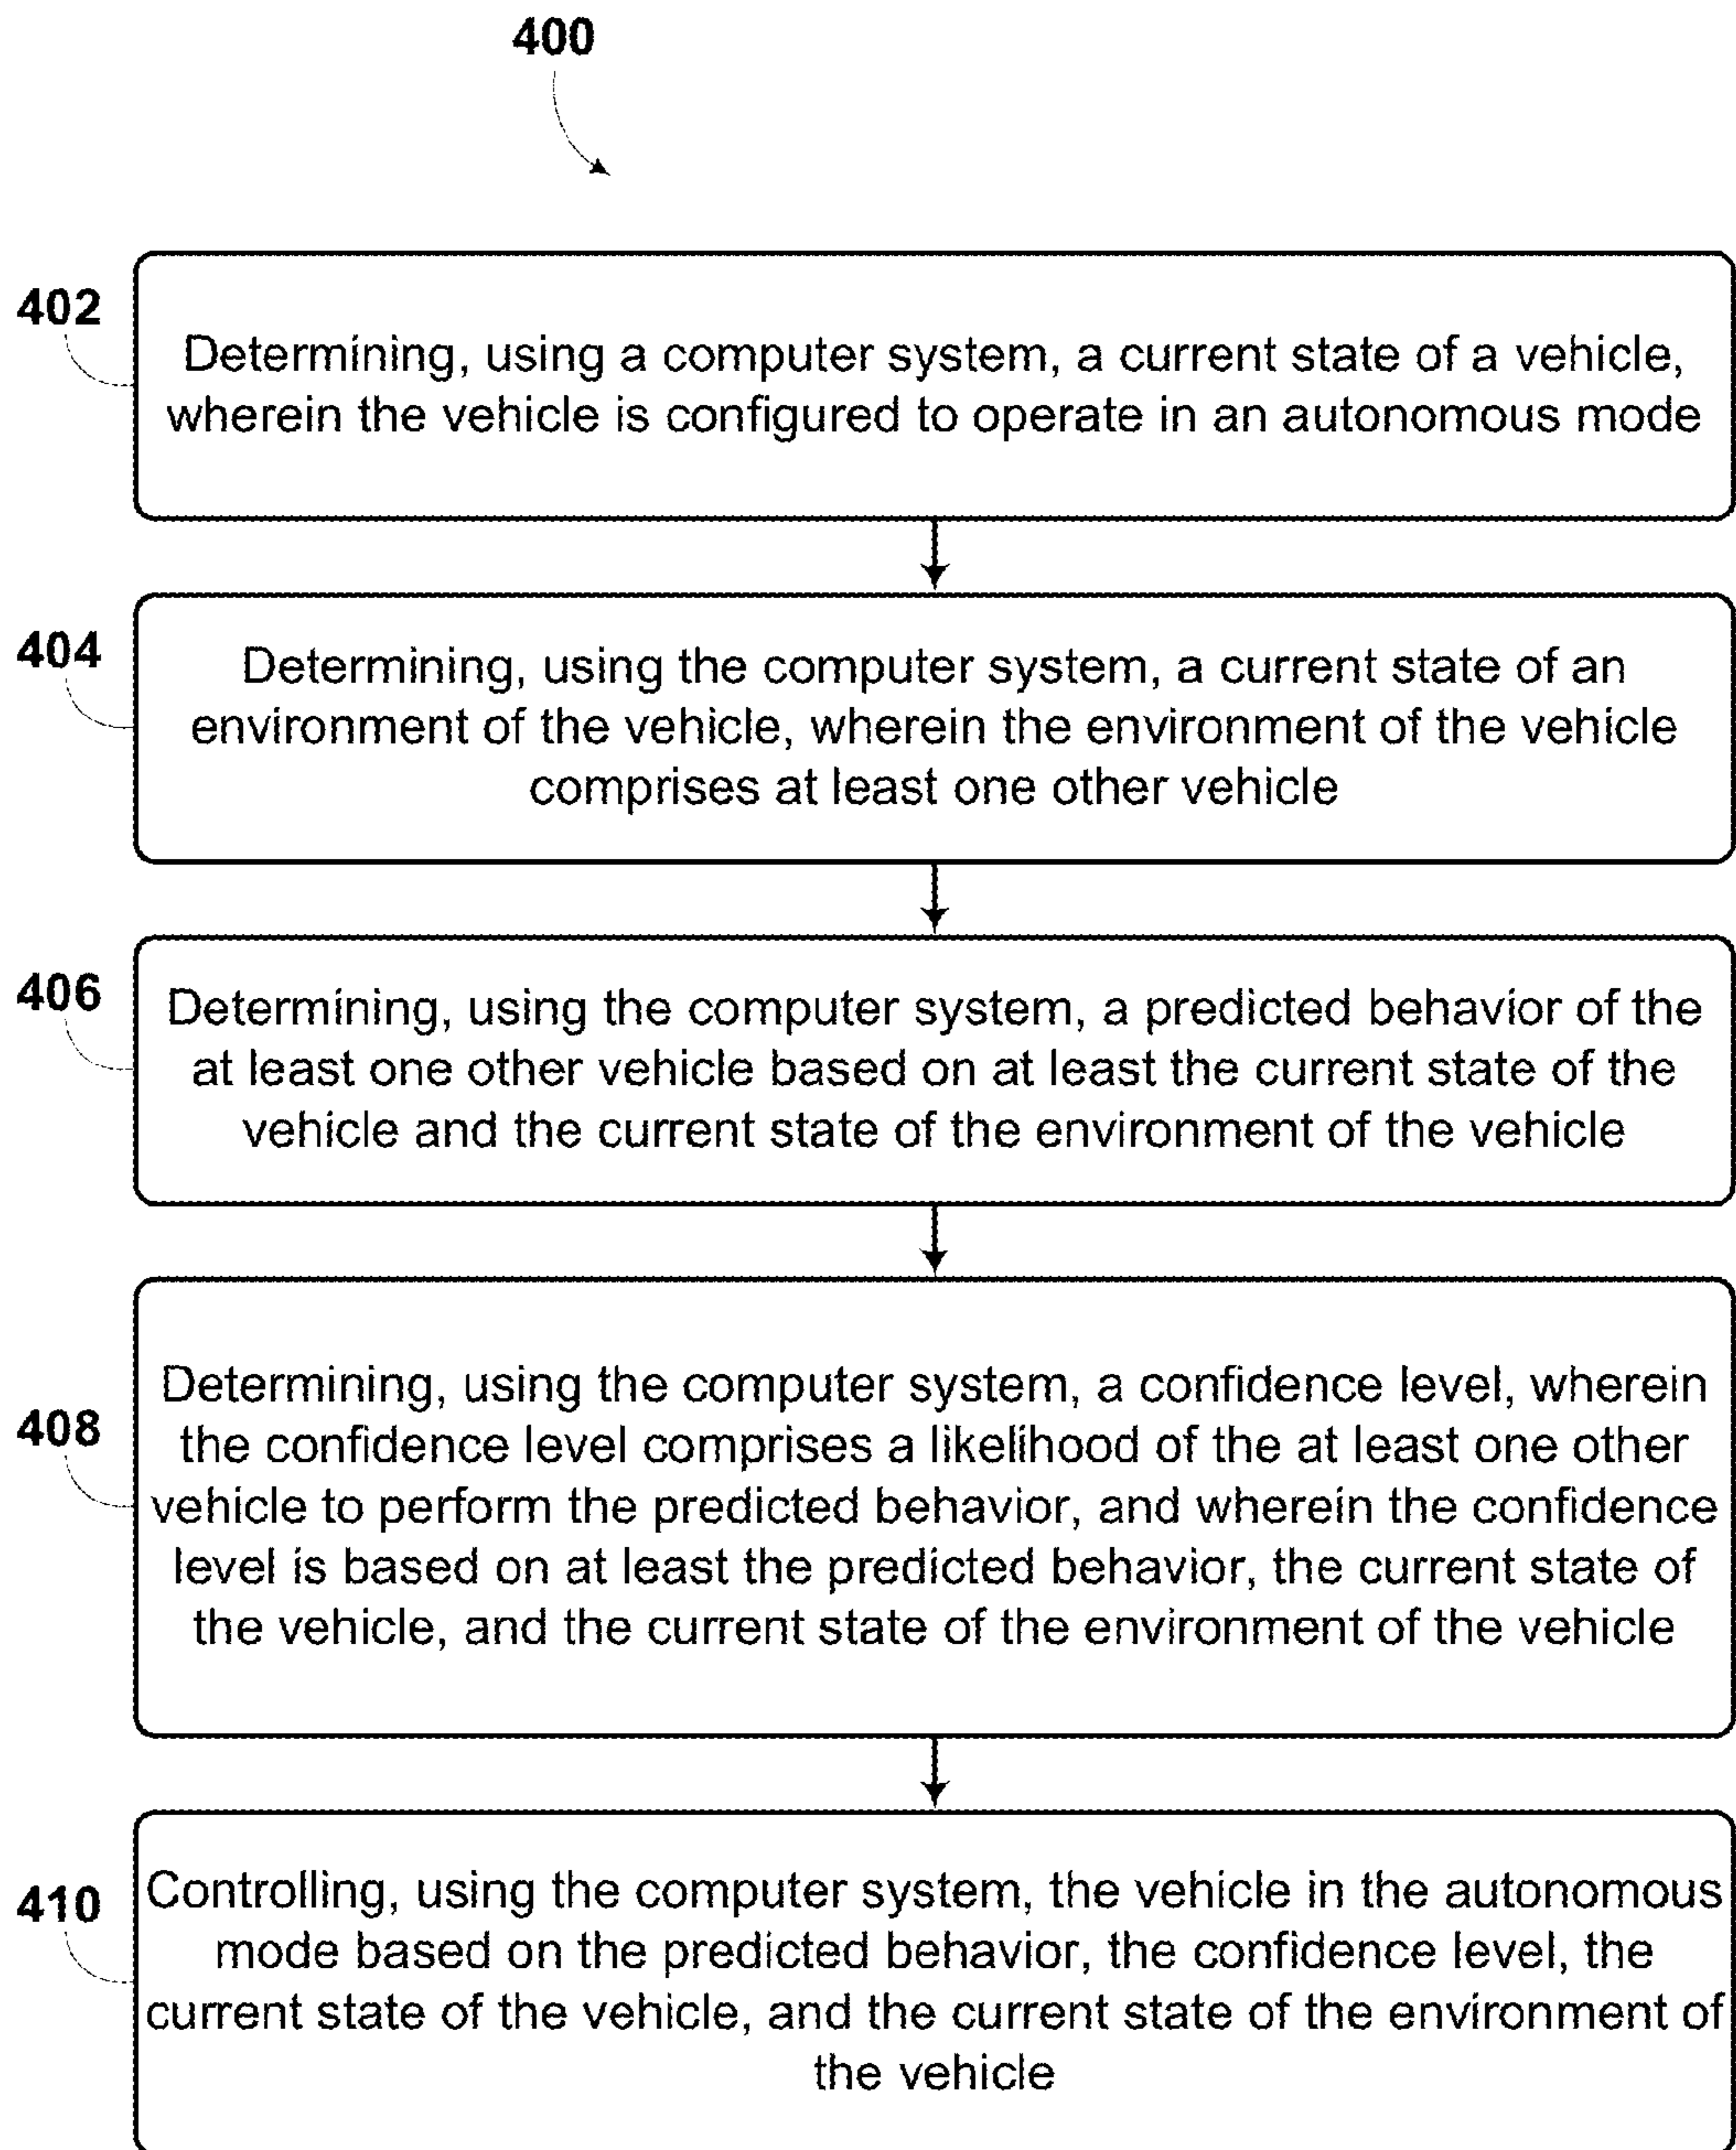 400
402
Determining, using a computer system, a current state of a vehicle,
wherein the vehicle is configured to operate in an autonomous mode
404
Determining, using the computer system, a current state of an
environment of the vehicle, wherein the environment of the vehicle
comprises at least one other vehicle
406
Determining, using the computer system, a predicted behavior of the
at least one other vehicle based on at least the current state of the
vehicle and the current state of the environment of the vehicle
408
Determining, using the computer system, a confidence level, wherein
the confidence level comprises a likelihood of the at least one other
vehicle to perform the predicted behavior, and wherein the confidence
level is based on at least the predicted behavior, the current state of
the vehicle, and the current state of the environment of the vehicle
410
Controlling, using the computer system, the vehicle in the autonomous
mode based on the predicted behavior, the confidence level, the
current state of the vehicle, and the current state of the environment of
the vehicle